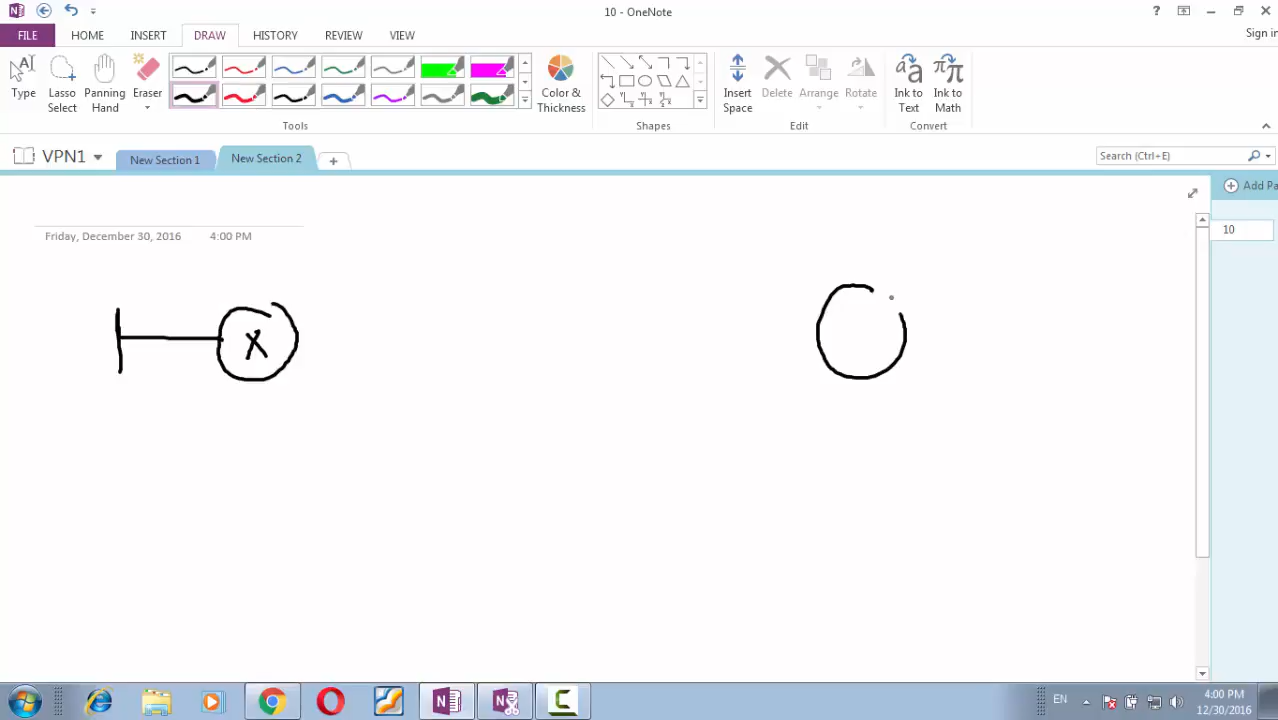 10 - OneNote
?
Sign in
FILE HOME INSERT DRAW HISTORY REVIEW VIEW
Type
Lasso Select
Panning Hand
Eraser
Color & Thickness
Insert Space
Delete
Arrange
Rotate
Ink to Text
Ink to Math
Tools
Shapes
Edit
Convert
VPN1
New Section 1
New Section 2
Search (Ctrl+E)
Add Pa
10
Friday, December 30, 2016 4:00 PM
X
EN
4:00 PM
12/30/2016